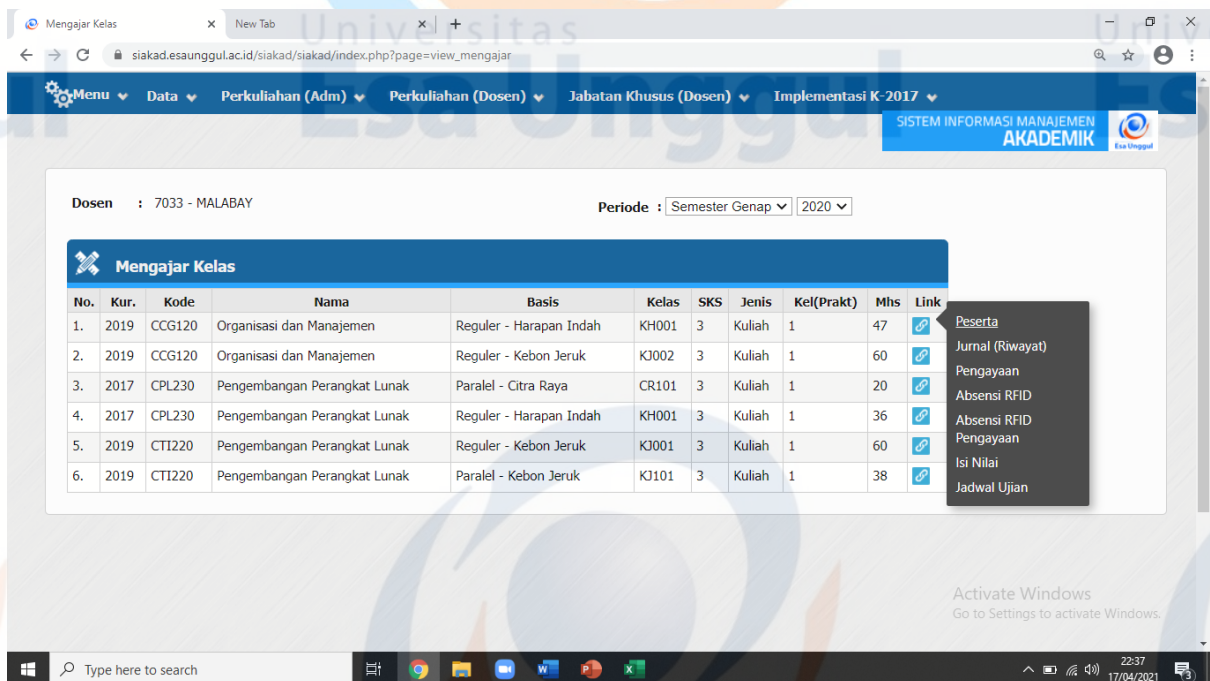 Mengajar Kelas
New Tab
Universitas
Univ
siakad.esaunggul.ac.id/siakad/siakad/index.php?page=view_mengajar
ul Esa Unggul Es
Menu Data Perkuliahan (Adm) Perkuliahan (Dosen) Jabatan Khusus (Dosen) Implementasi K-2017
SISTEM INFORMASI MANAJEMEN
AKADEMIK
Esa Unggul
Dosen : 7033 - MALABAY
Periode : Semester Genap 2020
Mengajar Kelas
No. Kur. Kode Nama Basis Kelas SKS Jenis Kel(Prakt) Mhs Link
1. 2019 CCG120 Organisasi dan Manajemen Reguler - Harapan Indah KH001 3 Kuliah 1 47
2. 2019 CCG120 Organisasi dan Manajemen Reguler - Kebon Jeruk KJ002 3 Kuliah 1 60
3. 2017 CPL230 Pengembangan Perangkat Lunak Paralel - Citra Raya CR101 3 Kuliah 1 20
4. 2017 CPL230 Pengembangan Perangkat Lunak Reguler - Harapan Indah KH001 3 Kuliah 1 36
5. 2019 CTI220 Pengembangan Perangkat Lunak Reguler - Kebon Jeruk KJ001 3 Kuliah 1 60
6. 2019 CTI220 Pengembangan Perangkat Lunak Paralel - Kebon Jeruk KJ101 3 Kuliah 1 38
Peserta
Jurnal (Riwayat)
Pengayaan
Absensi RFID
Absensi RFID
Pengayaan
Isi Nilai
Jadwal Ujian
Activate Windows
Go to Settings to activate Windows.
Type here to search
22:37
17/04/2021
3